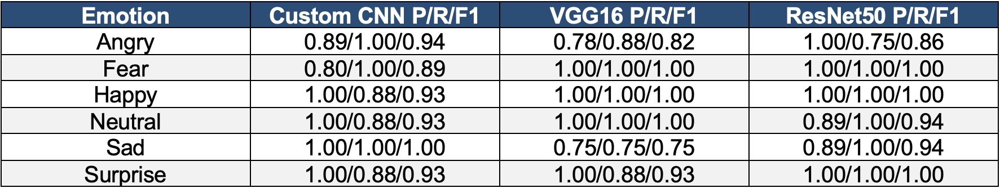 Emotion Custom CNN P/R/F1 VGG16 P/R/F1 ResNet50 P/R/F1
Angry 0.89/1.00/0.94 0.78/0.88/0.82 1.00/0.75/0.86
Fear 0.80/1.00/0.89 1.00/1.00/1.00 1.00/1.00/1.00
Happy 1.00/0.88/0.93 1.00/1.00/1.00 1.00/1.00/1.00
Neutral 1.00/0.88/0.93 1.00/1.00/1.00 0.89/1.00/0.94
Sad 1.00/1.00/1.00 0.75/0.75/0.75 0.89/1.00/0.94
Surprise 1.00/0.88/0.93 1.00/0.88/0.93 1.00/1.00/1.00